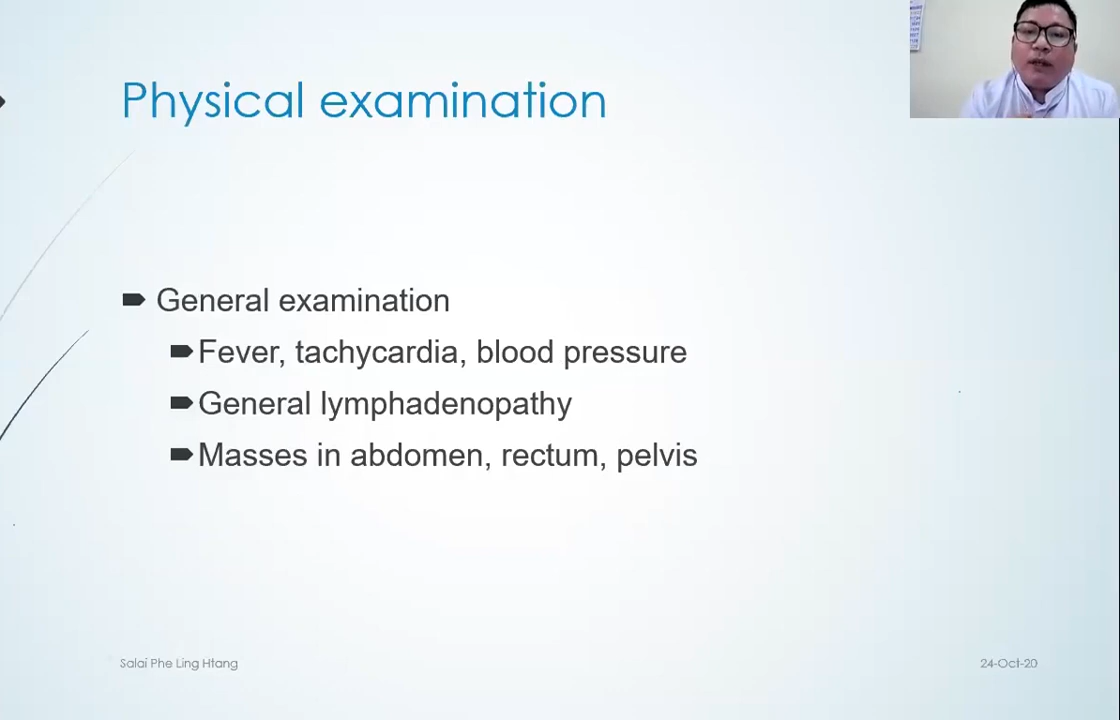 Physical examination
General examination
Fever, tachycardia, blood pressure
General lymphadenopathy
Masses in abdomen, rectum, pelvis
Salai Phe Ling Htang
24-Oct-20